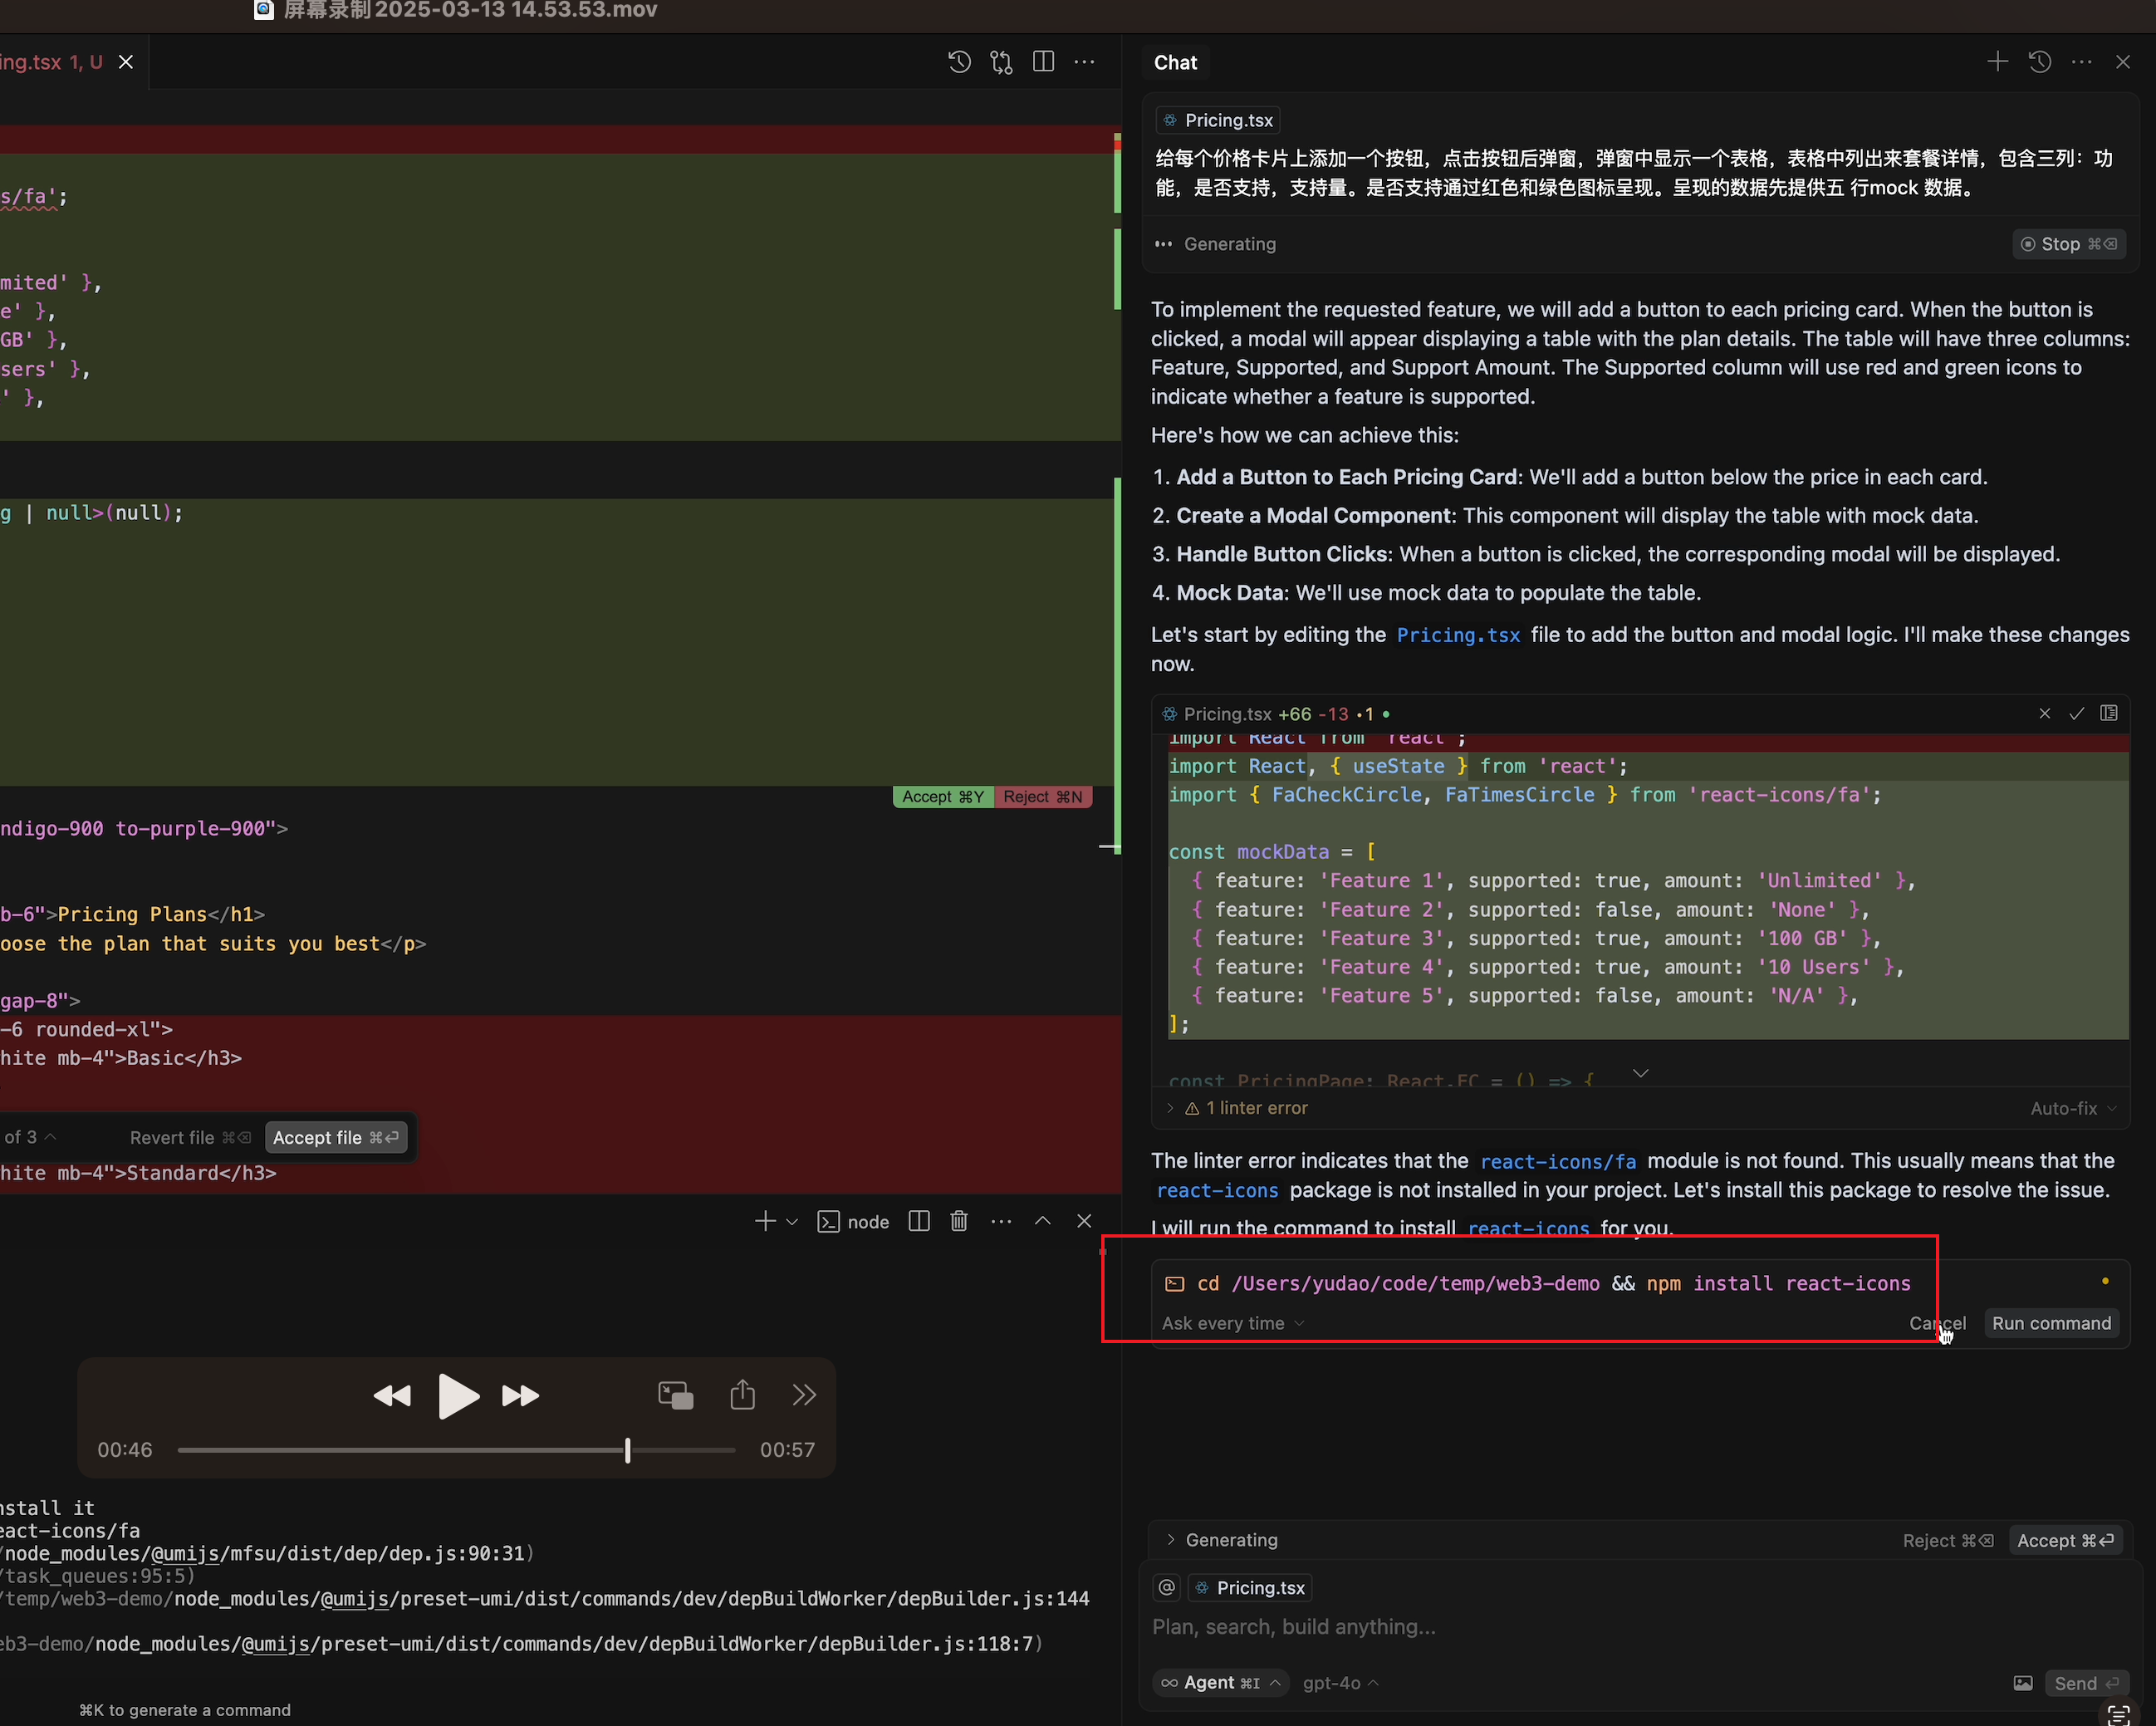 屏幕录制2025-03-13 14.53.53.mov
ing.tsx 1, U
s/fa';
mited' },
e' },
GB' },
sers' },
' },
g | null>(null);
Accept ⌘Y Reject ⌘N
ndigo-900 to-purple-900">
b-6">Pricing Plans</h1>
oose the plan that suits you best</p>
gap-8">
-6 rounded-xl">
hite mb-4">Basic</h3>
of 3 Revert file ⌘⌫ Accept file ⌘⏎
hite mb-4">Standard</h3>
node
00:46 00:57
nstall it
eact-icons/fa
/node_modules/@umijs/mfsu/dist/dep/dep.js:90:31)
/task_queues:95:5)
/temp/web3-demo/node_modules/@umijs/preset-umi/dist/commands/dev/depBuildWorker/depBuilder.js:144
eb3-demo/node_modules/@umijs/preset-umi/dist/commands/dev/depBuildWorker/depBuilder.js:118:7)
⌘K to generate a command
Chat
Pricing.tsx
给每个价格卡片上添加一个按钮，点击按钮后弹窗，弹窗中显示一个表格，表格中列出来套餐详情，包含三列：功
能，是否支持，支持量。是否支持通过红色和绿色图标呈现。呈现的数据先提供五 行mock 数据。
Generating Stop ⌘⌫
To implement the requested feature, we will add a button to each pricing card. When the button is
clicked, a modal will appear displaying a table with the plan details. The table will have three columns:
Feature, Supported, and Support Amount. The Supported column will use red and green icons to
indicate whether a feature is supported.
Here's how we can achieve this:
1. Add a Button to Each Pricing Card: We'll add a button below the price in each card.
2. Create a Modal Component: This component will display the table with mock data.
3. Handle Button Clicks: When a button is clicked, the corresponding modal will be displayed.
4. Mock Data: We'll use mock data to populate the table.
Let's start by editing the Pricing.tsx file to add the button and modal logic. I'll make these changes
now.
Pricing.tsx +66 -13 •1
import React from 'react';
import React, { useState } from 'react';
import { FaCheckCircle, FaTimesCircle } from 'react-icons/fa';
const mockData = [
{ feature: 'Feature 1', supported: true, amount: 'Unlimited' },
{ feature: 'Feature 2', supported: false, amount: 'None' },
{ feature: 'Feature 3', supported: true, amount: '100 GB' },
{ feature: 'Feature 4', supported: true, amount: '10 Users' },
{ feature: 'Feature 5', supported: false, amount: 'N/A' },
];
const PricingPage: React.FC = () => {
1 linter error Auto-fix
The linter error indicates that the react-icons/fa module is not found. This usually means that the
react-icons package is not installed in your project. Let's install this package to resolve the issue.
I will run the command to install react-icons for you.
cd /Users/yudao/code/temp/web3-demo && npm install react-icons
Ask every time Cancel Run command
Generating Reject ⌘⌫ Accept ⌘⏎
@ Pricing.tsx
Plan, search, build anything...
Agent ⌘I gpt-4o Send ⏎